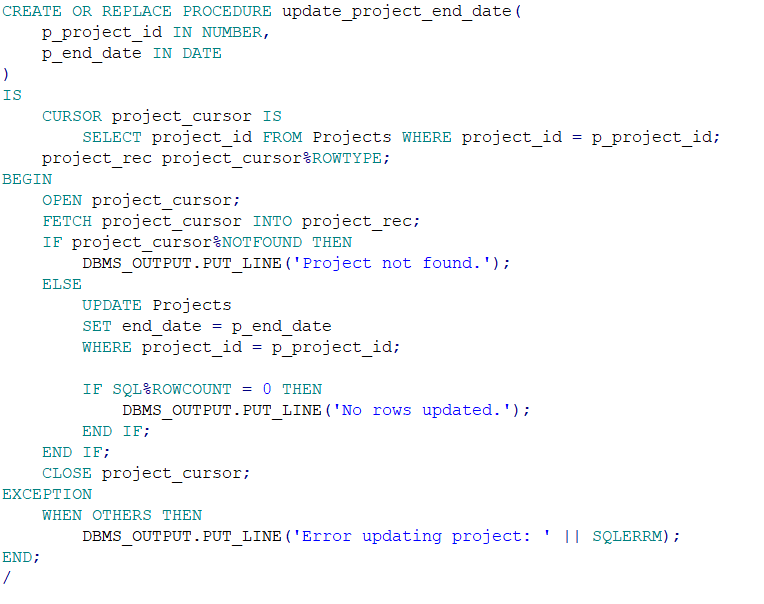 CREATE OR REPLACE PROCEDURE update_project_end_date(
    p_project_id IN NUMBER,
    p_end_date IN DATE
)
IS
    CURSOR project_cursor IS
        SELECT project_id FROM Projects WHERE project_id = p_project_id;
    project_rec project_cursor%ROWTYPE;
BEGIN
    OPEN project_cursor;
    FETCH project_cursor INTO project_rec;
    IF project_cursor%NOTFOUND THEN
        DBMS_OUTPUT.PUT_LINE('Project not found.');
    ELSE
        UPDATE Projects
        SET end_date = p_end_date
        WHERE project_id = p_project_id;

        IF SQL%ROWCOUNT = 0 THEN
            DBMS_OUTPUT.PUT_LINE('No rows updated.');
        END IF;
    END IF;
    CLOSE project_cursor;
EXCEPTION
    WHEN OTHERS THEN
        DBMS_OUTPUT.PUT_LINE('Error updating project: ' || SQLERRM);
END;
/